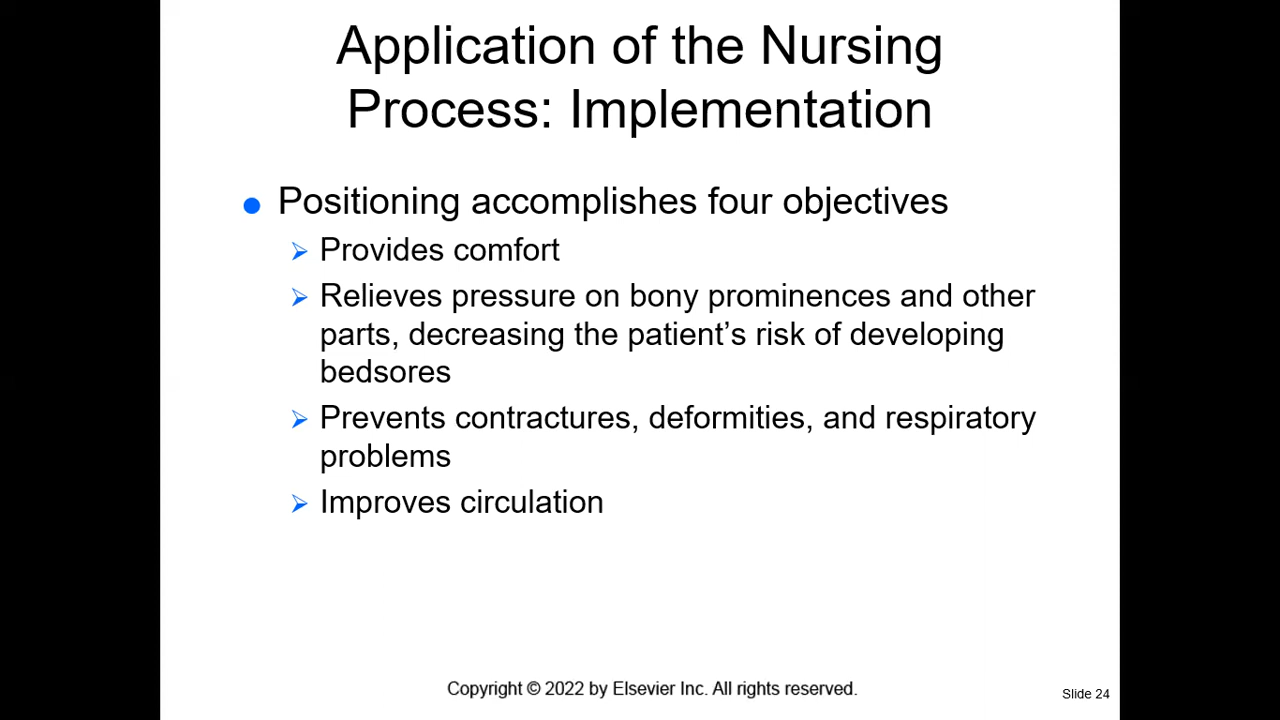 Application of the Nursing
Process: Implementation
Positioning accomplishes four objectives
Provides comfort
Relieves pressure on bony prominences and other
parts, decreasing the patient’s risk of developing
bedsores
Prevents contractures, deformities, and respiratory
problems
Improves circulation
Copyright © 2022 by Elsevier Inc. All rights reserved.
Slide 24